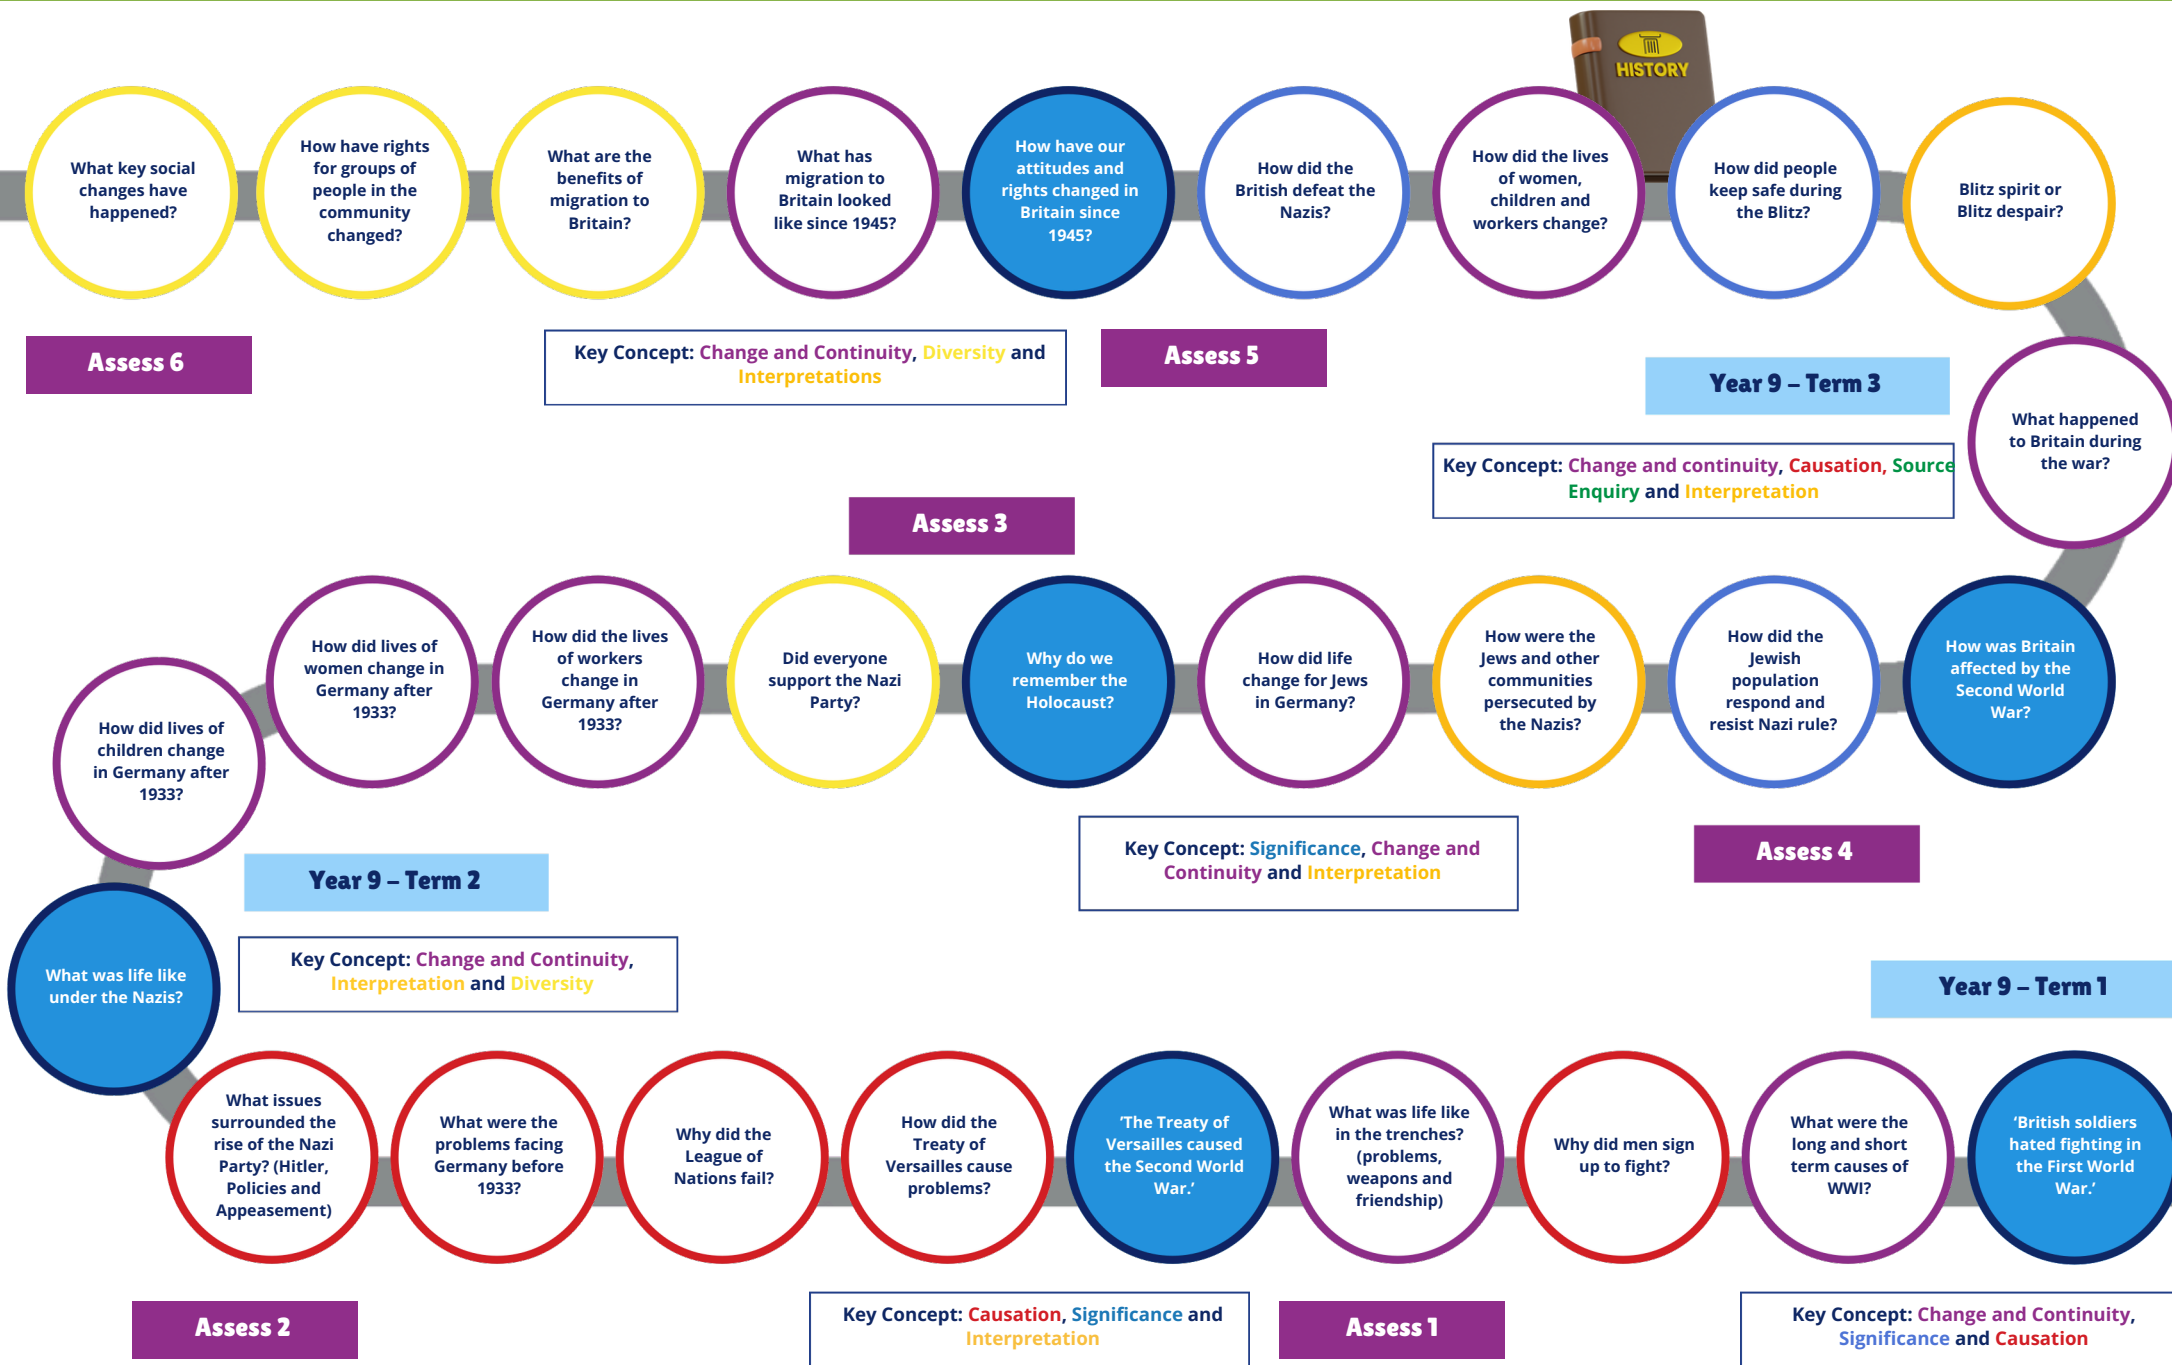 HISTORY
What key social
changes have
happened?
How have rights
for groups of
people in the
community
changed?
What are the
benefits of
migration to
Britain?
What has
migration to
Britain looked
like since 1945?
How have our
attitudes and
rights changed in
Britain since
1945?
How did the
British defeat the
Nazis?
How did the lives
of women,
children and
workers change?
How did people
keep safe during
the Blitz?
Blitz spirit or
Blitz despair?
Assess 6
Key Concept: Change and Continuity, Diversity and
Interpretations
Assess 5
Year 9 – Term 3
What happened
to Britain during
the war?
Key Concept: Change and continuity, Causation, Source
Enquiry and Interpretation
Assess 3
How did lives of
children change
in Germany after
1933?
How did lives of
women change in
Germany after
1933?
How did the lives
of workers
change in
Germany after
1933?
Did everyone
support the Nazi
Party?
Why do we
remember the
Holocaust?
How did life
change for Jews
in Germany?
How were the
Jews and other
communities
persecuted by
the Nazis?
How did the
Jewish
population
respond and
resist Nazi rule?
How was Britain
affected by the
Second World
War?
Key Concept: Significance, Change and
Continuity and Interpretation
Assess 4
Year 9 – Term 2
What was life like
under the Nazis?
Key Concept: Change and Continuity,
Interpretation and Diversity
Year 9 – Term 1
What issues
surrounded the
rise of the Nazi
Party? (Hitler,
Policies and
Appeasement)
What were the
problems facing
Germany before
1933?
Why did the
League of
Nations fail?
How did the
Treaty of
Versailles cause
problems?
‘The Treaty of
Versailles caused
the Second World
War.’
What was life like
in the trenches?
(problems,
weapons and
friendship)
Why did men sign
up to fight?
What were the
long and short
term causes of
WWI?
‘British soldiers
hated fighting in
the First World
War.’
Assess 2
Key Concept: Causation, Significance and
Interpretation
Assess 1
Key Concept: Change and Continuity,
Significance and Causation